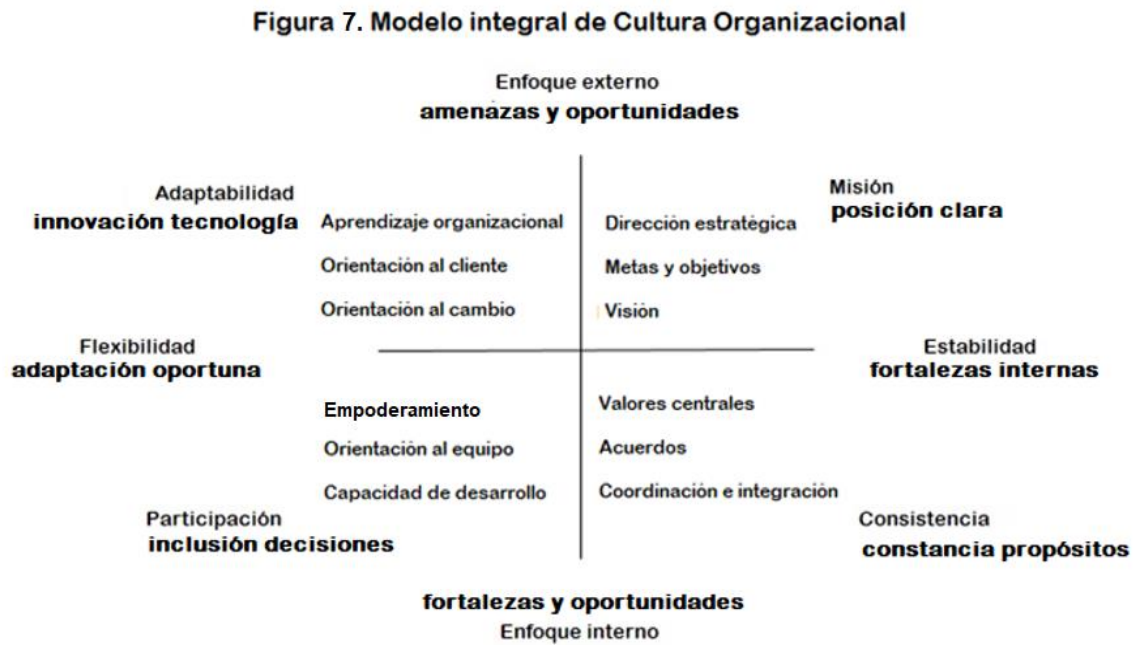 Figura 7. Modelo integral de Cultura Organizacional
Enfoque externo
amenazas y oportunidades
Adaptabilidad
innovación tecnología
Aprendizaje organizacional
Orientación al cliente
Orientación al cambio
Misión
posición clara
Dirección estratégica
Metas y objetivos
Visión
Flexibilidad
adaptación oportuna
Estabilidad
fortalezas internas
Empoderamiento
Orientación al equipo
Capacidad de desarrollo
Participación
inclusión decisiones
Valores centrales
Acuerdos
Coordinación e integración
Consistencia
constancia propósitos
fortalezas y oportunidades
Enfoque interno